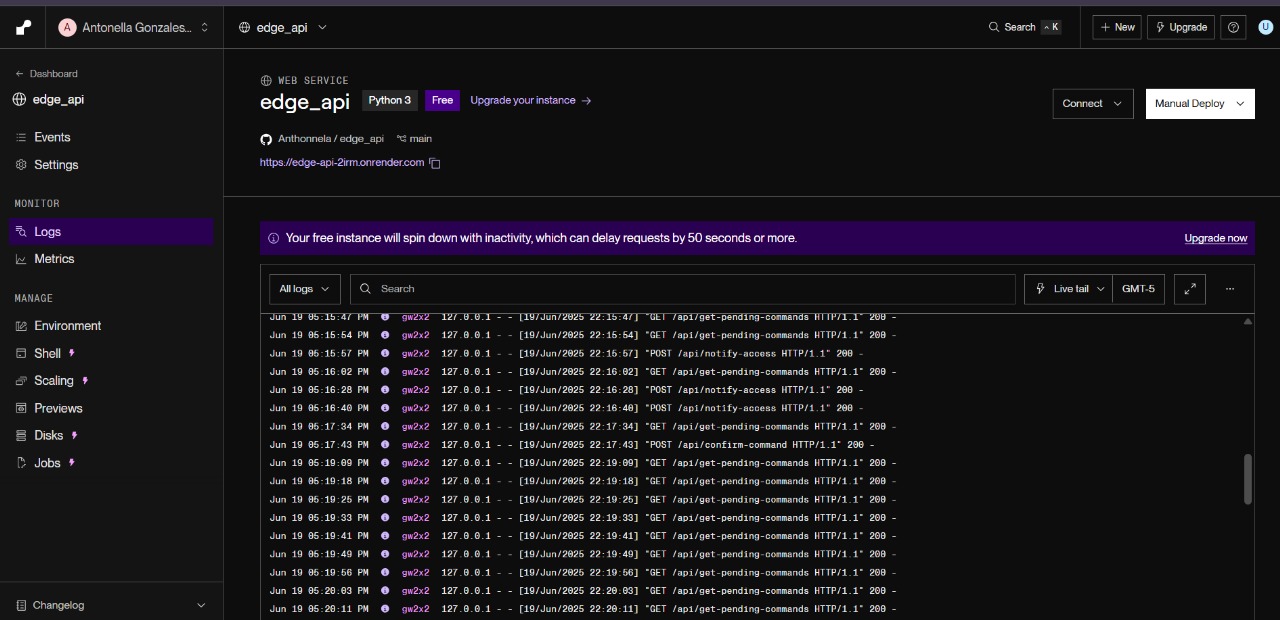 A Antonella Gonzales...
edge_api
Search ^ K
+ New
Upgrade
U
← Dashboard
edge_api
Events
Settings
MONITOR
Logs
Metrics
MANAGE
Environment
Shell
Scaling
Previews
Disks
Jobs
Changelog
WEB SERVICE
edge_api Python 3 Free Upgrade your instance →
Connect
Manual Deploy
Anthonnela / edge_api main
https://edge-api-2irm.onrender.com
Your free instance will spin down with inactivity, which can delay requests by 50 seconds or more. Upgrade now
All logs Search Live tail GMT-5 ...
Jun 19 05:15:47 PM gw2x2 127.0.0.1 - - [19/Jun/2025 22:15:47] "GET /api/get-pending-commands HTTP/1.1" 200 -
Jun 19 05:15:54 PM gw2x2 127.0.0.1 - - [19/Jun/2025 22:15:54] "GET /api/get-pending-commands HTTP/1.1" 200 -
Jun 19 05:15:57 PM gw2x2 127.0.0.1 - - [19/Jun/2025 22:15:57] "POST /api/notify-access HTTP/1.1" 200 -
Jun 19 05:16:02 PM gw2x2 127.0.0.1 - - [19/Jun/2025 22:16:02] "GET /api/get-pending-commands HTTP/1.1" 200 -
Jun 19 05:16:28 PM gw2x2 127.0.0.1 - - [19/Jun/2025 22:16:28] "POST /api/notify-access HTTP/1.1" 200 -
Jun 19 05:16:40 PM gw2x2 127.0.0.1 - - [19/Jun/2025 22:16:40] "POST /api/notify-access HTTP/1.1" 200 -
Jun 19 05:17:34 PM gw2x2 127.0.0.1 - - [19/Jun/2025 22:17:34] "GET /api/get-pending-commands HTTP/1.1" 200 -
Jun 19 05:17:43 PM gw2x2 127.0.0.1 - - [19/Jun/2025 22:17:43] "POST /api/confirm-command HTTP/1.1" 200 -
Jun 19 05:19:09 PM gw2x2 127.0.0.1 - - [19/Jun/2025 22:19:09] "GET /api/get-pending-commands HTTP/1.1" 200 -
Jun 19 05:19:18 PM gw2x2 127.0.0.1 - - [19/Jun/2025 22:19:18] "GET /api/get-pending-commands HTTP/1.1" 200 -
Jun 19 05:19:25 PM gw2x2 127.0.0.1 - - [19/Jun/2025 22:19:25] "GET /api/get-pending-commands HTTP/1.1" 200 -
Jun 19 05:19:33 PM gw2x2 127.0.0.1 - - [19/Jun/2025 22:19:33] "GET /api/get-pending-commands HTTP/1.1" 200 -
Jun 19 05:19:41 PM gw2x2 127.0.0.1 - - [19/Jun/2025 22:19:41] "GET /api/get-pending-commands HTTP/1.1" 200 -
Jun 19 05:19:49 PM gw2x2 127.0.0.1 - - [19/Jun/2025 22:19:49] "GET /api/get-pending-commands HTTP/1.1" 200 -
Jun 19 05:19:56 PM gw2x2 127.0.0.1 - - [19/Jun/2025 22:19:56] "GET /api/get-pending-commands HTTP/1.1" 200 -
Jun 19 05:20:03 PM gw2x2 127.0.0.1 - - [19/Jun/2025 22:20:03] "GET /api/get-pending-commands HTTP/1.1" 200 -
Jun 19 05:20:11 PM gw2x2 127.0.0.1 - - [19/Jun/2025 22:20:11] "GET /api/get-pending-commands HTTP/1.1" 200 -